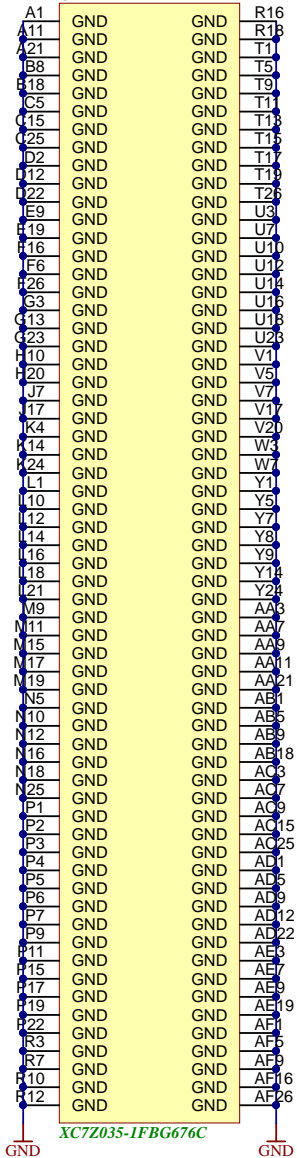 A1 GND GND R16
A11 GND GND R18
A21 GND GND T1
B8 GND GND T5
B18 GND GND T9
C5 GND GND T11
C15 GND GND T13
C25 GND GND T15
D2 GND GND T17
D12 GND GND T19
D22 GND GND T26
E9 GND GND U3
E19 GND GND U7
F16 GND GND U10
F6 GND GND U12
F26 GND GND U14
G3 GND GND U16
G13 GND GND U18
G23 GND GND U23
H10 GND GND V1
H20 GND GND V5
J7 GND GND V7
J17 GND GND V17
K4 GND GND V20
K14 GND GND W3
K24 GND GND W7
L1 GND GND Y1
L10 GND GND Y5
L12 GND GND Y7
L14 GND GND Y8
L16 GND GND Y9
L18 GND GND Y14
L21 GND GND Y24
M9 GND GND AA3
M11 GND GND AA7
M15 GND GND AA9
M17 GND GND AA11
M19 GND GND AA21
N5 GND GND AB1
N10 GND GND AB5
N12 GND GND AB9
N16 GND GND AB18
N18 GND GND AC3
N25 GND GND AC7
P1 GND GND AC9
P2 GND GND AC15
P3 GND GND AC25
P4 GND GND AD1
P5 GND GND AD5
P6 GND GND AD9
P7 GND GND AD12
P9 GND GND AD22
P11 GND GND AE3
P15 GND GND AE7
P17 GND GND AE9
P19 GND GND AE19
P22 GND GND AF1
R3 GND GND AF5
R7 GND GND AF9
R10 GND GND AF16
R12 GND GND AF26
XC7Z035-1FBG676C
GND GND